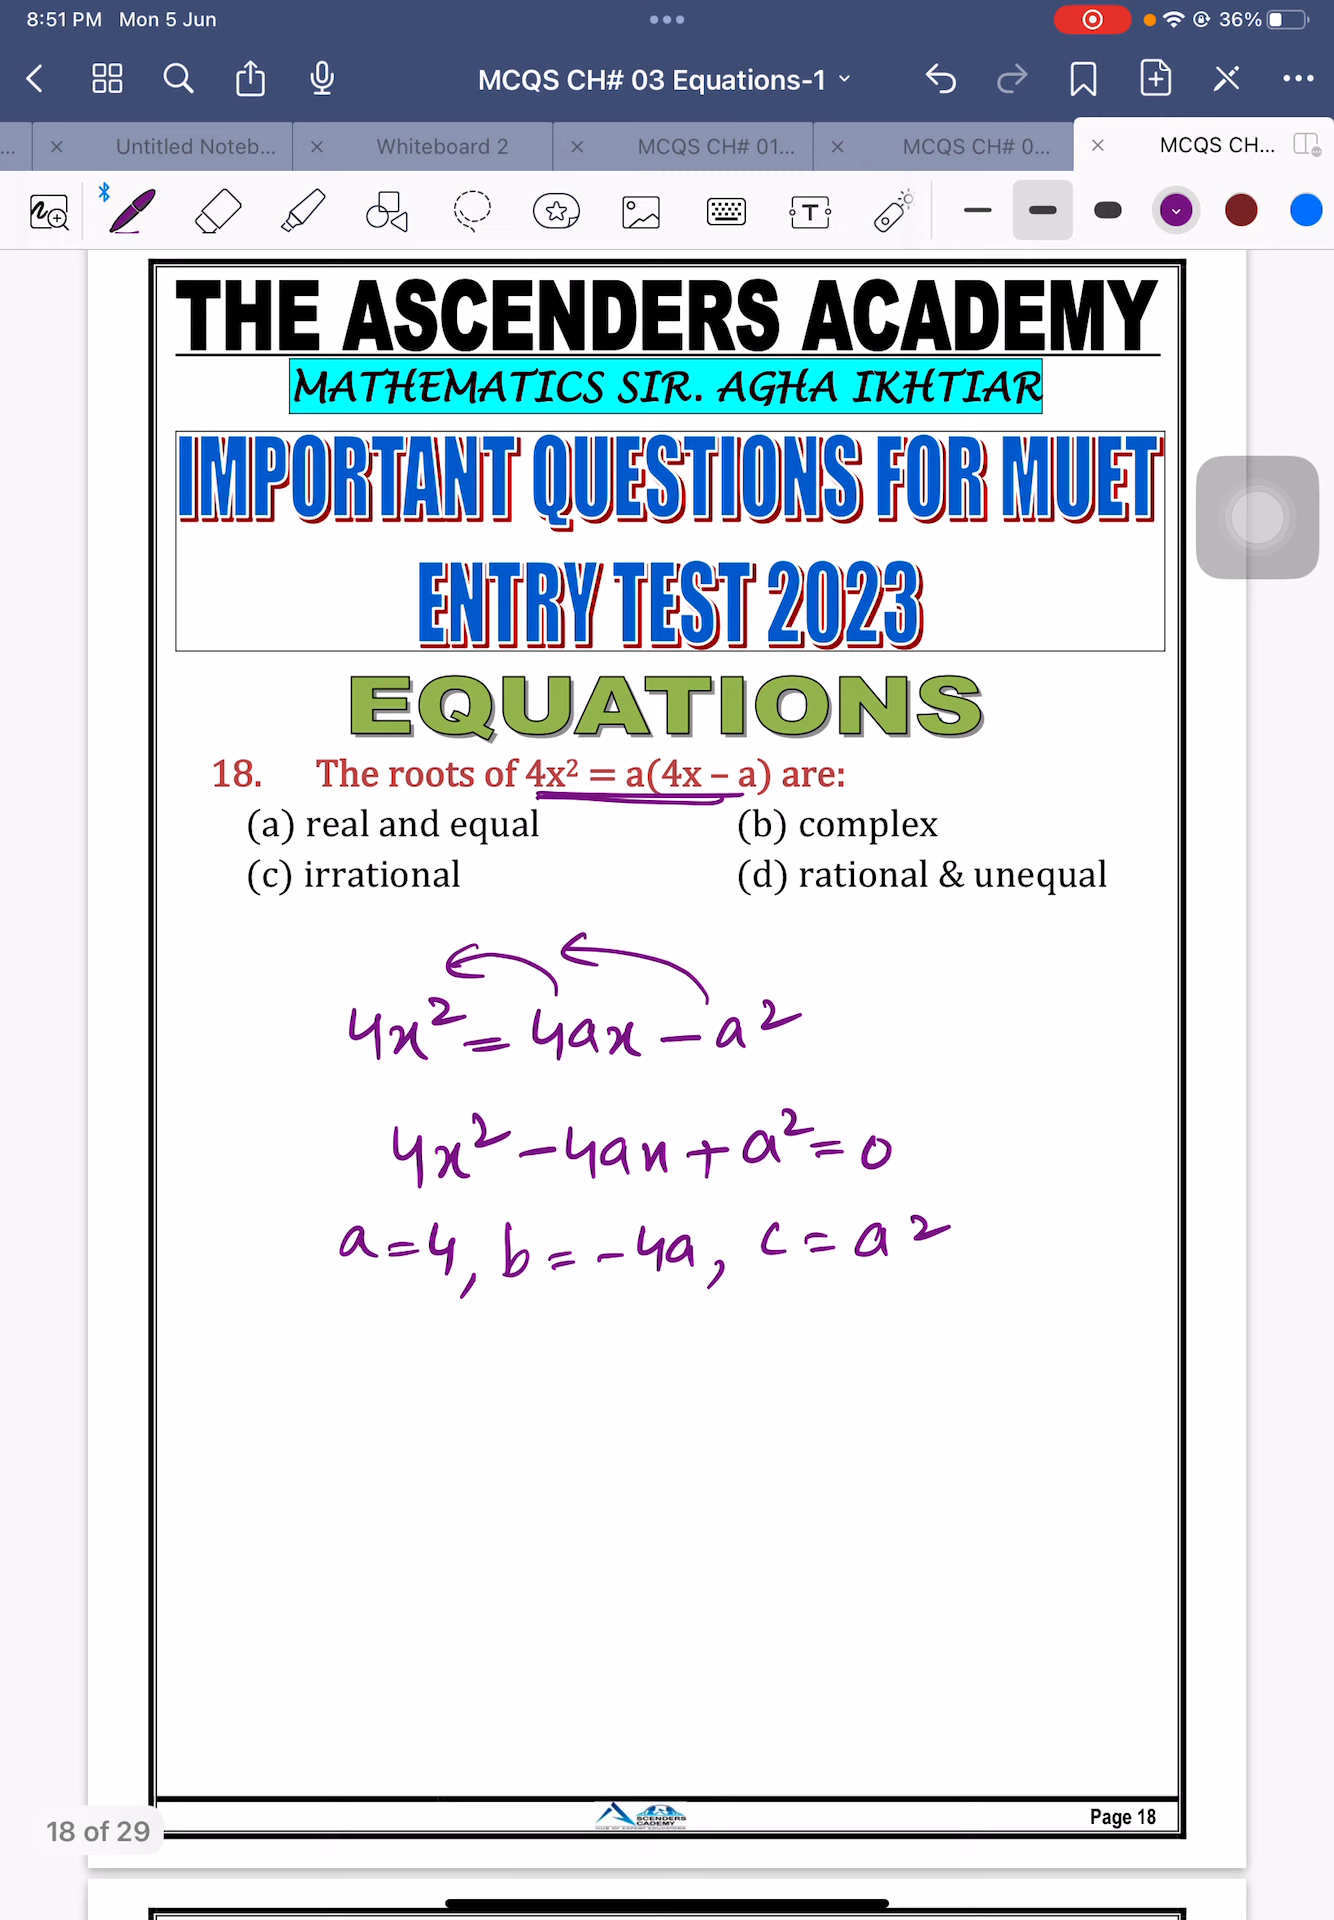 8:51 PM Mon 5 Jun
36%
MCQS CH# 03 Equations-1
Untitled Noteb...
Whiteboard 2
MCQS CH# 01...
MCQS CH# 0...
MCQS CH...
T
THE ASCENDERS ACADEMY
MATHEMATICS SIR. AGHA IKHTIAR
IMPORTANT QUESTIONS FOR MUET
ENTRY TEST 2023
EQUATIONS
18. The roots of 4x² = a(4x – a) are:
(a) real and equal (b) complex
(c) irrational (d) rational & unequal
4x² = 4ax – a²
4x² – 4ax + a² = 0
a = 4, b = – 4a, c = a²
SCENDERS
CADEMY
Page 18
18 of 29